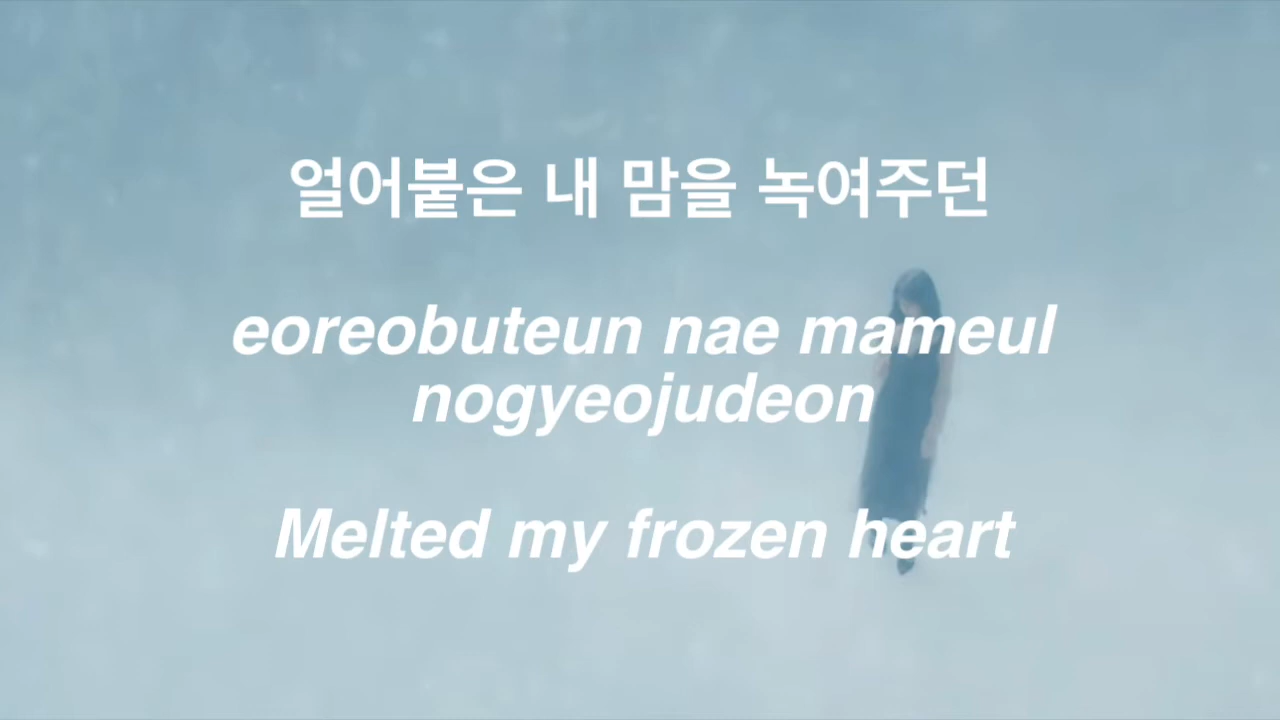 얼어붙은 내 맘을 녹여주던
eoreobuteun nae mameul
nogyeojudeon
Melted my frozen heart